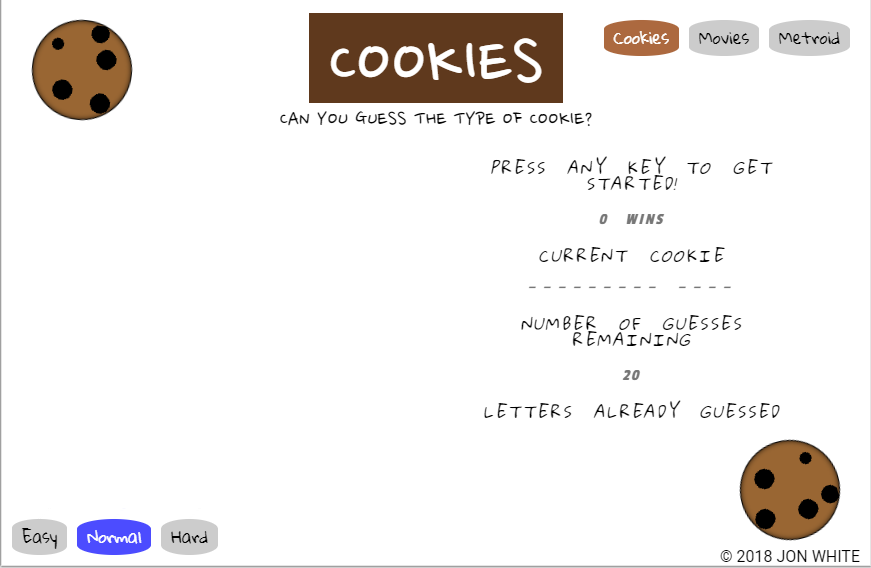 COOKIES
Cookies Movies Metroid
CAN YOU GUESS THE TYPE OF COOKIE?
PRESS ANY KEY TO GET
STARTED!
0 WINS
CURRENT COOKIE
_ _ _ _ _ _ _ _ _ _ _ _ _
NUMBER OF GUESSES
REMAINING
20
LETTERS ALREADY GUESSED
Easy Normal Hard
© 2018 JON WHITE